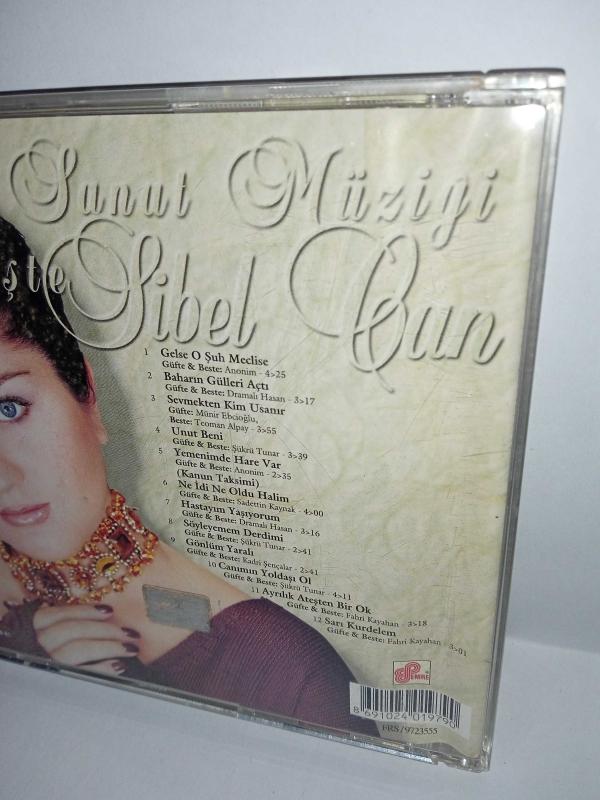 Sanat Müziği
şte Sibel Can
1 Gelse O Şuh Meclise
Güfte & Beste: Anonim - 4>25
2 Baharın Gülleri Açtı
Güfte & Beste: Dramalı Hasan - 3>17
3 Sevmekten Kim Usanır
Güfte: Münir Ebcioğlu,
Beste: Teoman Alpay - 3>55
4 Unut Beni
Güfte & Beste: Şükrü Tunar - 3>39
5 Yemenimde Hare Var
Güfte & Beste: Anonim - 2>35
(Kanun Taksimi)
6 Ne İdi Ne Oldu Halim
Güfte & Beste: Sadettin Kaynak - 4>00
7 Hastayım Yaşıyorum
Güfte & Beste: Dramalı Hasan - 3>16
8 Söyleyemem Derdimi
Güfte & Beste: Şükrü Tunar - 2>41
9 Gönlüm Yaralı
Güfte & Beste: Kadri Şençalar - 2>41
10 Canımın Yoldaşı Ol
Güfte & Beste: Şükrü Tunar - 4>11
11 Ayrılık Ateşten Bir Ok
Güfte & Beste: Fahri Kayahan - 3>18
12 Sarı Kurdelem
Güfte & Beste: Fahri Kayahan - 3>01
EMRE
8 691024 019790
FRS/9723555